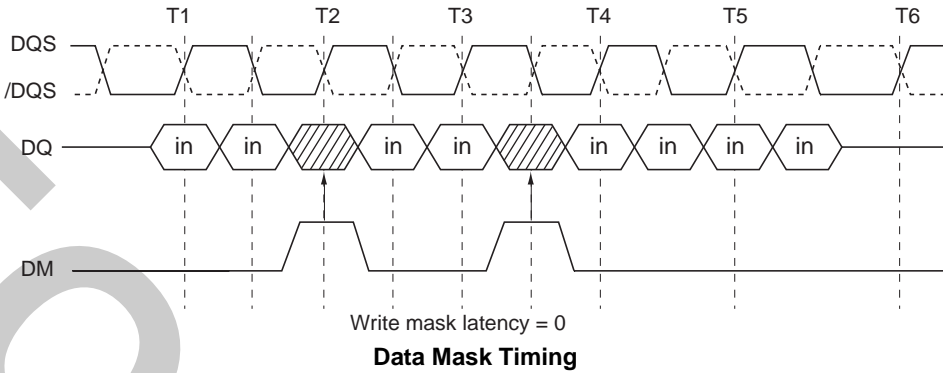 T1 T2 T3 T4 T5 T6
DQS
/DQS
DQ in in in in in in in in
DM
Write mask latency = 0
Data Mask Timing